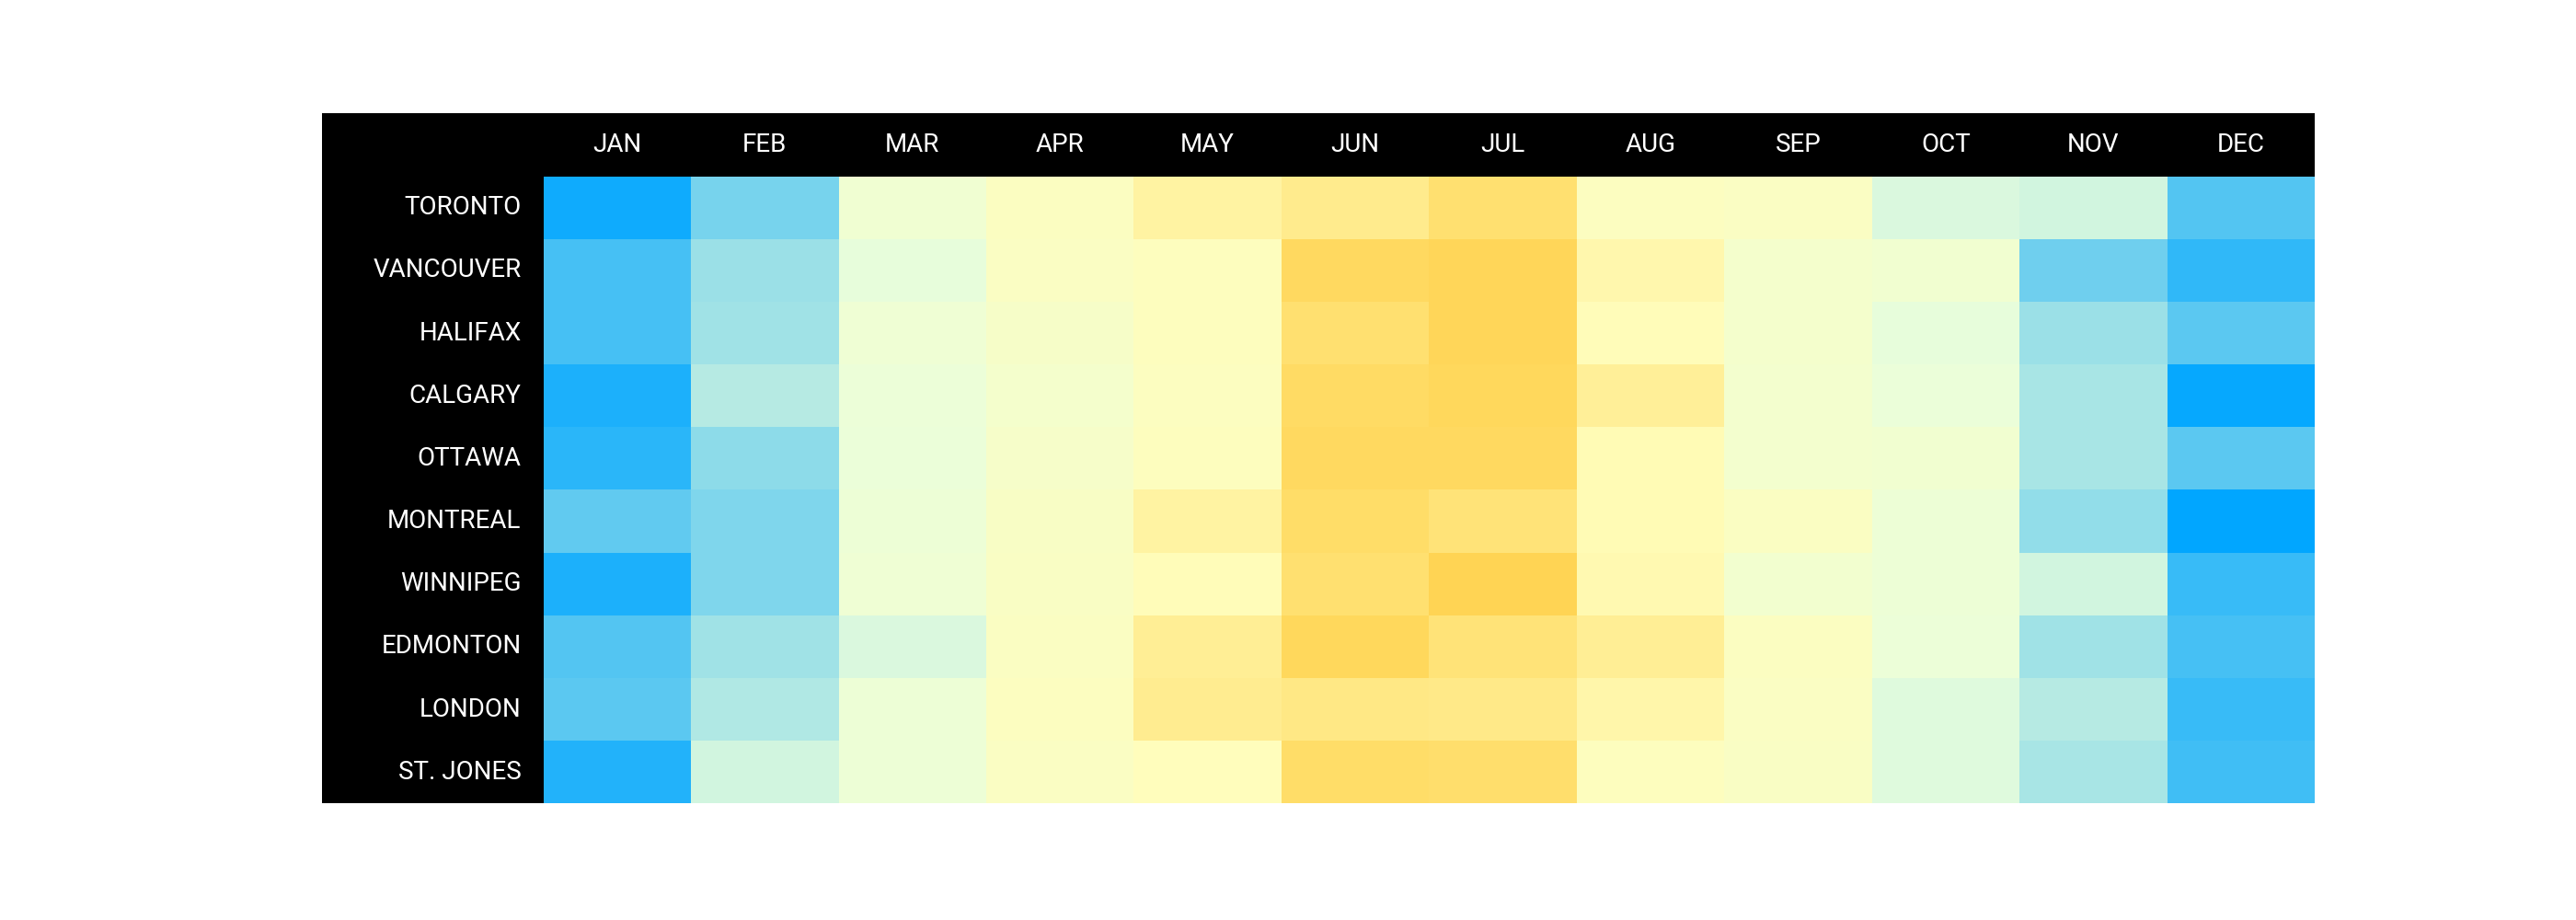 JAN FEB MAR APR MAY JUN JUL AUG SEP OCT NOV DEC
TORONTO
VANCOUVER
HALIFAX
CALGARY
OTTAWA
MONTREAL
WINNIPEG
EDMONTON
LONDON
ST. JONES